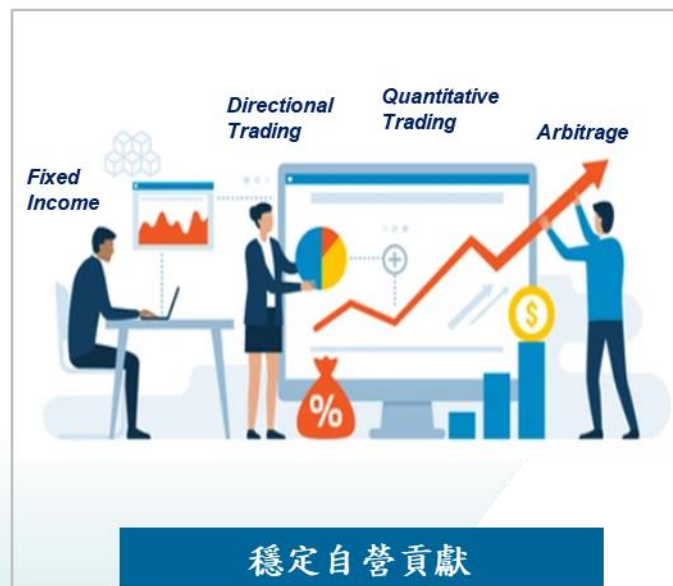 Fixed
Income
Directional
Trading
Quantitative
Trading
Arbitrage
$
%
穩定自營貢獻